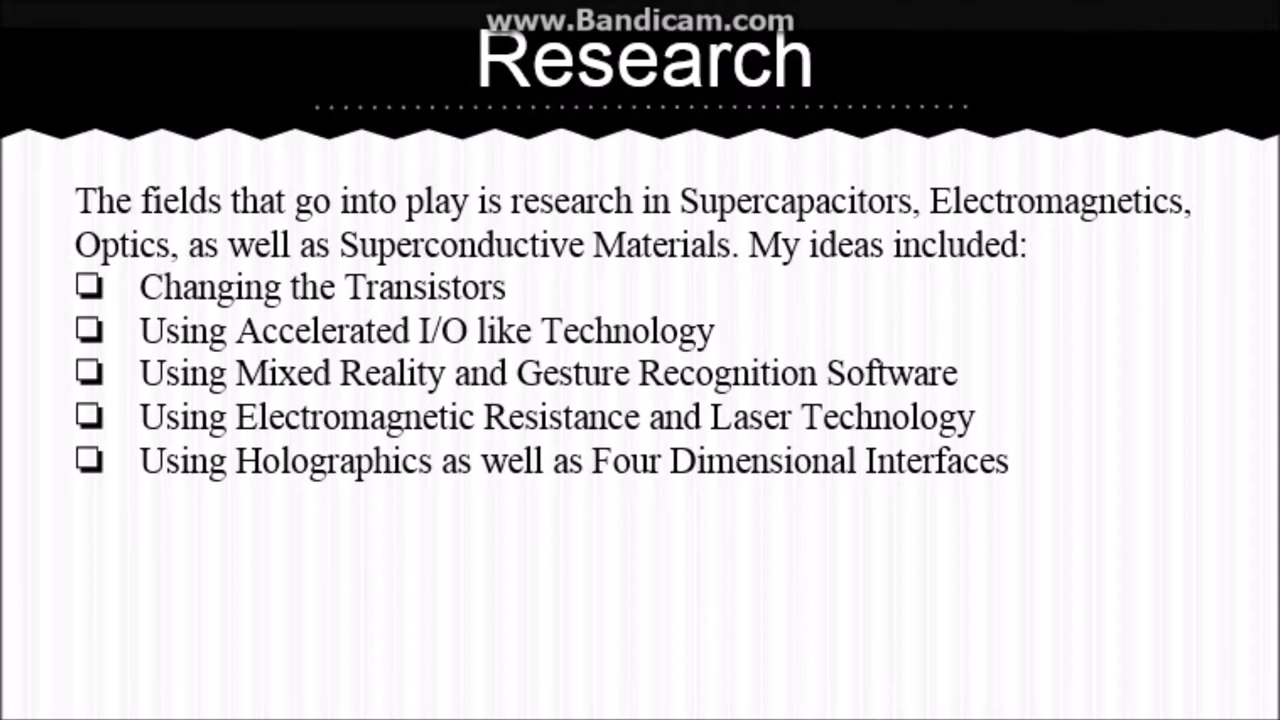 www.Bandicam.com
Research
The fields that go into play is research in Supercapacitors, Electromagnetics,
Optics, as well as Superconductive Materials. My ideas included:
❏ Changing the Transistors
❏ Using Accelerated I/O like Technology
❏ Using Mixed Reality and Gesture Recognition Software
❏ Using Electromagnetic Resistance and Laser Technology
❏ Using Holographics as well as Four Dimensional Interfaces